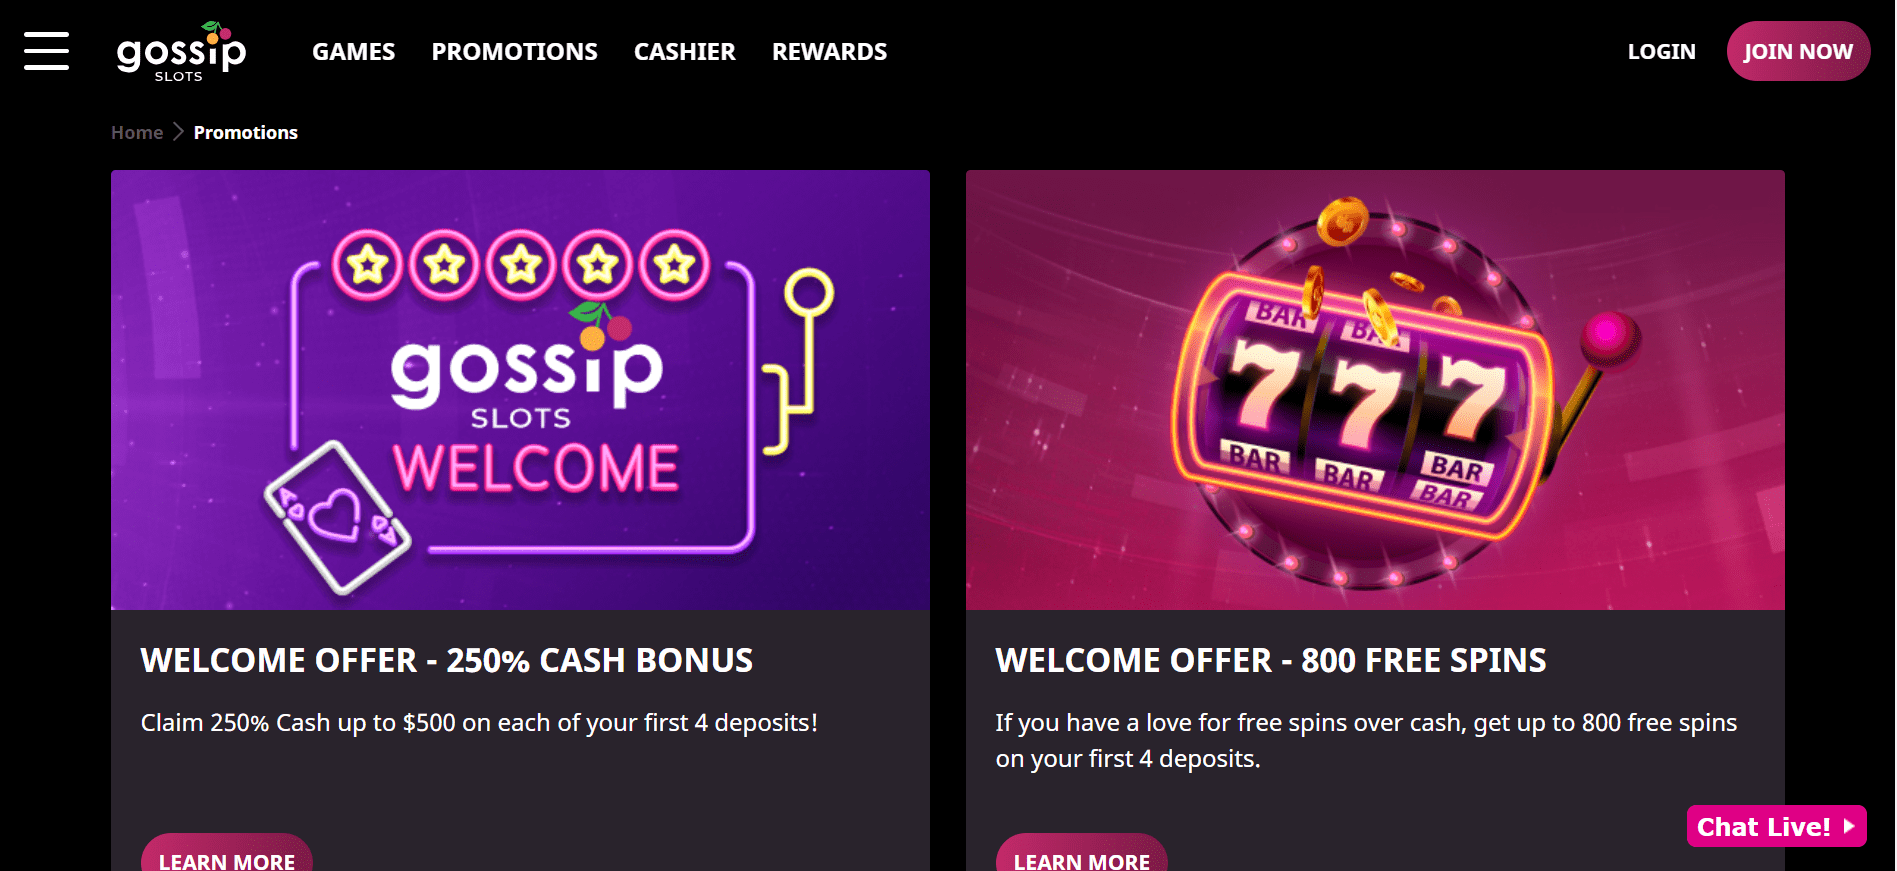 gossip
SLOTS
GAMES
PROMOTIONS
CASHIER
REWARDS
LOGIN
JOIN NOW
Home
Promotions
gossip
SLOTS
WELCOME
A
A
BAR
BAR
7 7 7
BAR
BAR
BAR
BAR
WELCOME OFFER - 250% CASH BONUS
Claim 250% Cash up to $500 on each of your first 4 deposits!
LEARN MORE
WELCOME OFFER - 800 FREE SPINS
If you have a love for free spins over cash, get up to 800 free spins
on your first 4 deposits.
LEARN MORE
Chat Live!